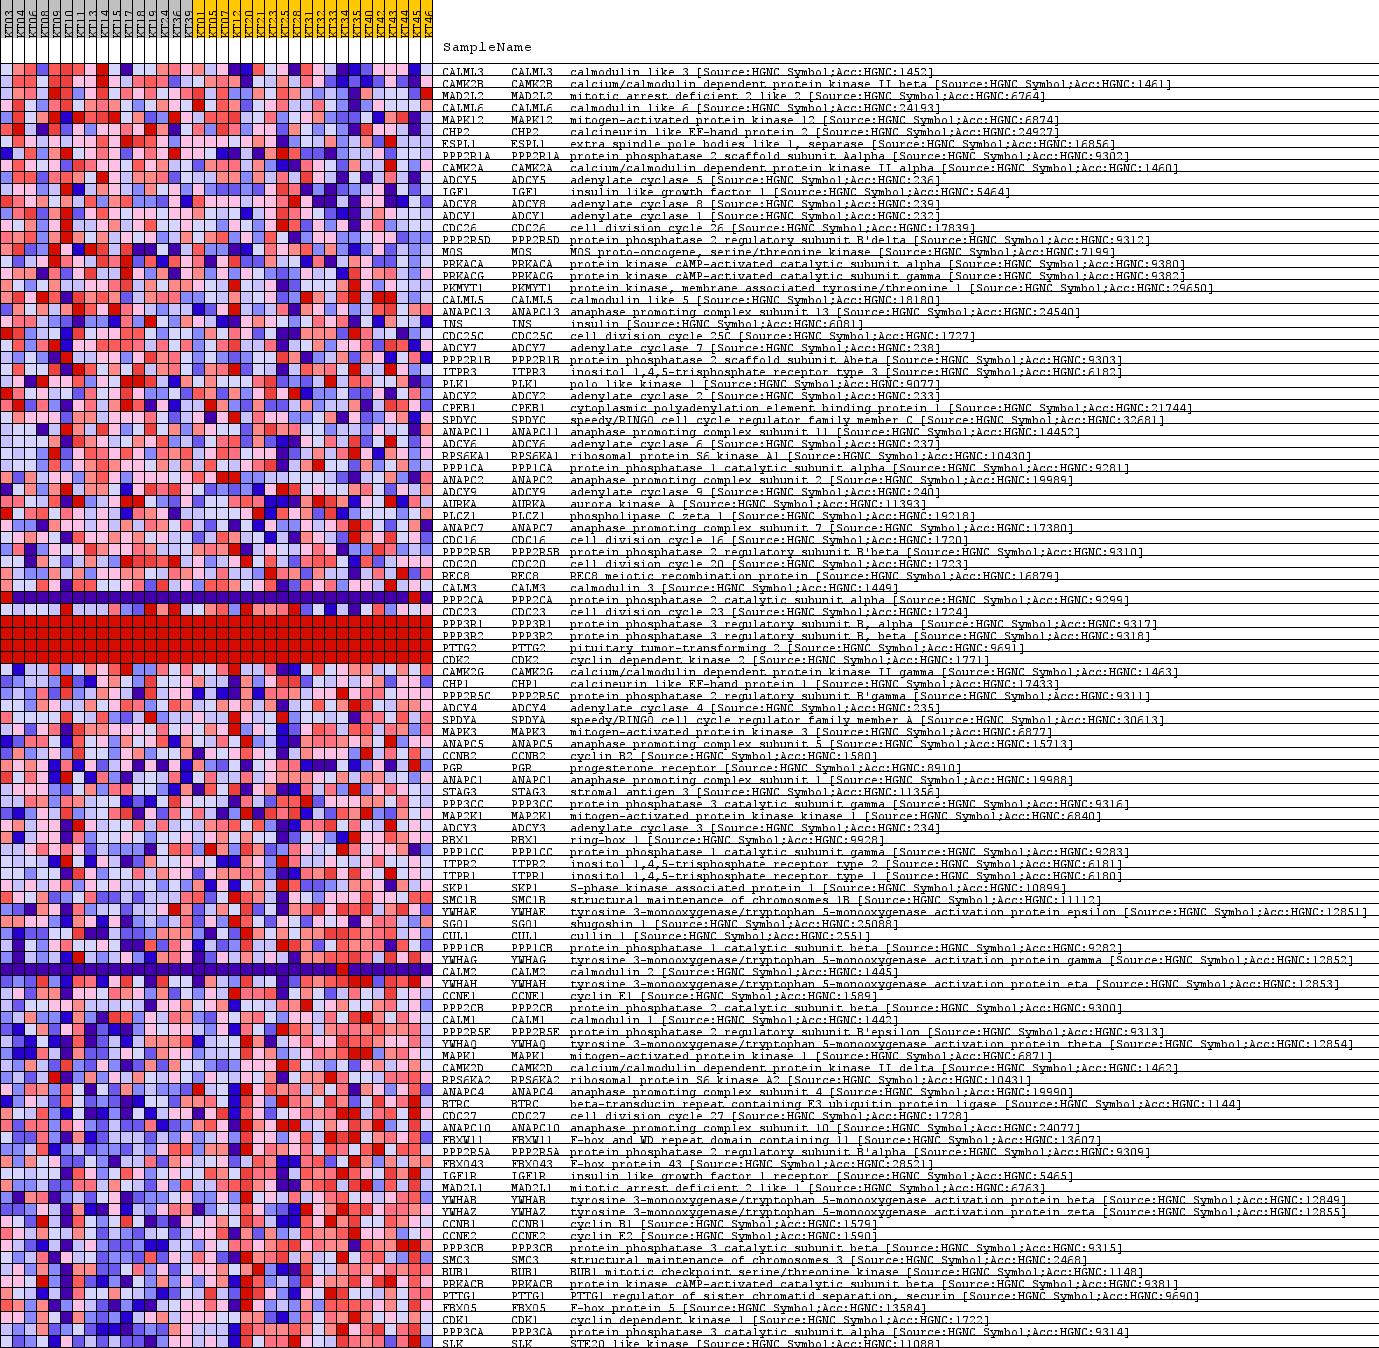 KT03 KT04 KT06 KT08 KT09 KT10 KT11 KT13 KT14 KT15 KT17 KT18 KT19 KT24 KT36 KT39 KT01 KT05 KT07 KT12 KT20 KT21 KT23 KT25 KT28 KT31 KT32 KT33 KT34 KT35 KT40 KT42 KT43 KT44 KT45 KT46
SampleName
CALML3 CALML3 calmodulin like 3 [Source:HGNC Symbol;Acc:HGNC:1452]
CAMK2B CAMK2B calcium/calmodulin dependent protein kinase II beta [Source:HGNC Symbol;Acc:HGNC:1461]
MAD2L2 MAD2L2 mitotic arrest deficient 2 like 2 [Source:HGNC Symbol;Acc:HGNC:6764]
CALML6 CALML6 calmodulin like 6 [Source:HGNC Symbol;Acc:HGNC:24193]
MAPK12 MAPK12 mitogen-activated protein kinase 12 [Source:HGNC Symbol;Acc:HGNC:6874]
CHP2 CHP2 calcineurin like EF-hand protein 2 [Source:HGNC Symbol;Acc:HGNC:24927]
ESPL1 ESPL1 extra spindle pole bodies like 1, separase [Source:HGNC Symbol;Acc:HGNC:16856]
PPP2R1A PPP2R1A protein phosphatase 2 scaffold subunit Aalpha [Source:HGNC Symbol;Acc:HGNC:9302]
CAMK2A CAMK2A calcium/calmodulin dependent protein kinase II alpha [Source:HGNC Symbol;Acc:HGNC:1460]
ADCY5 ADCY5 adenylate cyclase 5 [Source:HGNC Symbol;Acc:HGNC:236]
IGF1 IGF1 insulin like growth factor 1 [Source:HGNC Symbol;Acc:HGNC:5464]
ADCY8 ADCY8 adenylate cyclase 8 [Source:HGNC Symbol;Acc:HGNC:239]
ADCY1 ADCY1 adenylate cyclase 1 [Source:HGNC Symbol;Acc:HGNC:232]
CDC26 CDC26 cell division cycle 26 [Source:HGNC Symbol;Acc:HGNC:17839]
PPP2R5D PPP2R5D protein phosphatase 2 regulatory subunit B'delta [Source:HGNC Symbol;Acc:HGNC:9312]
MOS MOS MOS proto-oncogene, serine/threonine kinase [Source:HGNC Symbol;Acc:HGNC:7199]
PRKACA PRKACA protein kinase cAMP-activated catalytic subunit alpha [Source:HGNC Symbol;Acc:HGNC:9380]
PRKACG PRKACG protein kinase cAMP-activated catalytic subunit gamma [Source:HGNC Symbol;Acc:HGNC:9382]
PKMYT1 PKMYT1 protein kinase, membrane associated tyrosine/threonine 1 [Source:HGNC Symbol;Acc:HGNC:29650]
CALML5 CALML5 calmodulin like 5 [Source:HGNC Symbol;Acc:HGNC:18180]
ANAPC13 ANAPC13 anaphase promoting complex subunit 13 [Source:HGNC Symbol;Acc:HGNC:24540]
INS INS insulin [Source:HGNC Symbol;Acc:HGNC:6081]
CDC25C CDC25C cell division cycle 25C [Source:HGNC Symbol;Acc:HGNC:1727]
ADCY7 ADCY7 adenylate cyclase 7 [Source:HGNC Symbol;Acc:HGNC:238]
PPP2R1B PPP2R1B protein phosphatase 2 scaffold subunit Abeta [Source:HGNC Symbol;Acc:HGNC:9303]
ITPR3 ITPR3 inositol 1,4,5-trisphosphate receptor type 3 [Source:HGNC Symbol;Acc:HGNC:6182]
PLK1 PLK1 polo like kinase 1 [Source:HGNC Symbol;Acc:HGNC:9077]
ADCY2 ADCY2 adenylate cyclase 2 [Source:HGNC Symbol;Acc:HGNC:233]
CPEB1 CPEB1 cytoplasmic polyadenylation element binding protein 1 [Source:HGNC Symbol;Acc:HGNC:21744]
SPDYC SPDYC speedy/RINGO cell cycle regulator family member C [Source:HGNC Symbol;Acc:HGNC:32681]
ANAPC11 ANAPC11 anaphase promoting complex subunit 11 [Source:HGNC Symbol;Acc:HGNC:14452]
ADCY6 ADCY6 adenylate cyclase 6 [Source:HGNC Symbol;Acc:HGNC:237]
RPS6KA1 RPS6KA1 ribosomal protein S6 kinase A1 [Source:HGNC Symbol;Acc:HGNC:10430]
PPP1CA PPP1CA protein phosphatase 1 catalytic subunit alpha [Source:HGNC Symbol;Acc:HGNC:9281]
ANAPC2 ANAPC2 anaphase promoting complex subunit 2 [Source:HGNC Symbol;Acc:HGNC:19989]
ADCY9 ADCY9 adenylate cyclase 9 [Source:HGNC Symbol;Acc:HGNC:240]
AURKA AURKA aurora kinase A [Source:HGNC Symbol;Acc:HGNC:11393]
PLCZ1 PLCZ1 phospholipase C zeta 1 [Source:HGNC Symbol;Acc:HGNC:19218]
ANAPC7 ANAPC7 anaphase promoting complex subunit 7 [Source:HGNC Symbol;Acc:HGNC:17380]
CDC16 CDC16 cell division cycle 16 [Source:HGNC Symbol;Acc:HGNC:1720]
PPP2R5B PPP2R5B protein phosphatase 2 regulatory subunit B'beta [Source:HGNC Symbol;Acc:HGNC:9310]
CDC20 CDC20 cell division cycle 20 [Source:HGNC Symbol;Acc:HGNC:1723]
REC8 REC8 REC8 meiotic recombination protein [Source:HGNC Symbol;Acc:HGNC:16879]
CALM3 CALM3 calmodulin 3 [Source:HGNC Symbol;Acc:HGNC:1449]
PPP2CA PPP2CA protein phosphatase 2 catalytic subunit alpha [Source:HGNC Symbol;Acc:HGNC:9299]
CDC23 CDC23 cell division cycle 23 [Source:HGNC Symbol;Acc:HGNC:1724]
PPP3R1 PPP3R1 protein phosphatase 3 regulatory subunit B, alpha [Source:HGNC Symbol;Acc:HGNC:9317]
PPP3R2 PPP3R2 protein phosphatase 3 regulatory subunit B, beta [Source:HGNC Symbol;Acc:HGNC:9318]
PTTG2 PTTG2 pituitary tumor-transforming 2 [Source:HGNC Symbol;Acc:HGNC:9691]
CDK2 CDK2 cyclin dependent kinase 2 [Source:HGNC Symbol;Acc:HGNC:1771]
CAMK2G CAMK2G calcium/calmodulin dependent protein kinase II gamma [Source:HGNC Symbol;Acc:HGNC:1463]
CHP1 CHP1 calcineurin like EF-hand protein 1 [Source:HGNC Symbol;Acc:HGNC:17433]
PPP2R5C PPP2R5C protein phosphatase 2 regulatory subunit B'gamma [Source:HGNC Symbol;Acc:HGNC:9311]
ADCY4 ADCY4 adenylate cyclase 4 [Source:HGNC Symbol;Acc:HGNC:235]
SPDYA SPDYA speedy/RINGO cell cycle regulator family member A [Source:HGNC Symbol;Acc:HGNC:30613]
MAPK3 MAPK3 mitogen-activated protein kinase 3 [Source:HGNC Symbol;Acc:HGNC:6877]
ANAPC5 ANAPC5 anaphase promoting complex subunit 5 [Source:HGNC Symbol;Acc:HGNC:15713]
CCNB2 CCNB2 cyclin B2 [Source:HGNC Symbol;Acc:HGNC:1580]
PGR PGR progesterone receptor [Source:HGNC Symbol;Acc:HGNC:8910]
ANAPC1 ANAPC1 anaphase promoting complex subunit 1 [Source:HGNC Symbol;Acc:HGNC:19988]
STAG3 STAG3 stromal antigen 3 [Source:HGNC Symbol;Acc:HGNC:11356]
PPP3CC PPP3CC protein phosphatase 3 catalytic subunit gamma [Source:HGNC Symbol;Acc:HGNC:9316]
MAP2K1 MAP2K1 mitogen-activated protein kinase kinase 1 [Source:HGNC Symbol;Acc:HGNC:6840]
ADCY3 ADCY3 adenylate cyclase 3 [Source:HGNC Symbol;Acc:HGNC:234]
RBX1 RBX1 ring-box 1 [Source:HGNC Symbol;Acc:HGNC:9928]
PPP1CC PPP1CC protein phosphatase 1 catalytic subunit gamma [Source:HGNC Symbol;Acc:HGNC:9283]
ITPR2 ITPR2 inositol 1,4,5-trisphosphate receptor type 2 [Source:HGNC Symbol;Acc:HGNC:6181]
ITPR1 ITPR1 inositol 1,4,5-trisphosphate receptor type 1 [Source:HGNC Symbol;Acc:HGNC:6180]
SKP1 SKP1 S-phase kinase associated protein 1 [Source:HGNC Symbol;Acc:HGNC:10899]
SMC1B SMC1B structural maintenance of chromosomes 1B [Source:HGNC Symbol;Acc:HGNC:11112]
YWHAE YWHAE tyrosine 3-monooxygenase/tryptophan 5-monooxygenase activation protein epsilon [Source:HGNC Symbol;Acc:HGNC:12851]
SGO1 SGO1 shugoshin 1 [Source:HGNC Symbol;Acc:HGNC:25088]
CUL1 CUL1 cullin 1 [Source:HGNC Symbol;Acc:HGNC:2551]
PPP1CB PPP1CB protein phosphatase 1 catalytic subunit beta [Source:HGNC Symbol;Acc:HGNC:9282]
YWHAG YWHAG tyrosine 3-monooxygenase/tryptophan 5-monooxygenase activation protein gamma [Source:HGNC Symbol;Acc:HGNC:12852]
CALM2 CALM2 calmodulin 2 [Source:HGNC Symbol;Acc:HGNC:1445]
YWHAH YWHAH tyrosine 3-monooxygenase/tryptophan 5-monooxygenase activation protein eta [Source:HGNC Symbol;Acc:HGNC:12853]
CCNE1 CCNE1 cyclin E1 [Source:HGNC Symbol;Acc:HGNC:1589]
PPP2CB PPP2CB protein phosphatase 2 catalytic subunit beta [Source:HGNC Symbol;Acc:HGNC:9300]
CALM1 CALM1 calmodulin 1 [Source:HGNC Symbol;Acc:HGNC:1442]
PPP2R5E PPP2R5E protein phosphatase 2 regulatory subunit B'epsilon [Source:HGNC Symbol;Acc:HGNC:9313]
YWHAQ YWHAQ tyrosine 3-monooxygenase/tryptophan 5-monooxygenase activation protein theta [Source:HGNC Symbol;Acc:HGNC:12854]
MAPK1 MAPK1 mitogen-activated protein kinase 1 [Source:HGNC Symbol;Acc:HGNC:6871]
CAMK2D CAMK2D calcium/calmodulin dependent protein kinase II delta [Source:HGNC Symbol;Acc:HGNC:1462]
RPS6KA2 RPS6KA2 ribosomal protein S6 kinase A2 [Source:HGNC Symbol;Acc:HGNC:10431]
ANAPC4 ANAPC4 anaphase promoting complex subunit 4 [Source:HGNC Symbol;Acc:HGNC:19990]
BTRC BTRC beta-transducin repeat containing E3 ubiquitin protein ligase [Source:HGNC Symbol;Acc:HGNC:1144]
CDC27 CDC27 cell division cycle 27 [Source:HGNC Symbol;Acc:HGNC:1728]
ANAPC10 ANAPC10 anaphase promoting complex subunit 10 [Source:HGNC Symbol;Acc:HGNC:24077]
FBXW11 FBXW11 F-box and WD repeat domain containing 11 [Source:HGNC Symbol;Acc:HGNC:13607]
PPP2R5A PPP2R5A protein phosphatase 2 regulatory subunit B'alpha [Source:HGNC Symbol;Acc:HGNC:9309]
FBXO43 FBXO43 F-box protein 43 [Source:HGNC Symbol;Acc:HGNC:28521]
IGF1R IGF1R insulin like growth factor 1 receptor [Source:HGNC Symbol;Acc:HGNC:5465]
MAD2L1 MAD2L1 mitotic arrest deficient 2 like 1 [Source:HGNC Symbol;Acc:HGNC:6763]
YWHAB YWHAB tyrosine 3-monooxygenase/tryptophan 5-monooxygenase activation protein beta [Source:HGNC Symbol;Acc:HGNC:12849]
YWHAZ YWHAZ tyrosine 3-monooxygenase/tryptophan 5-monooxygenase activation protein zeta [Source:HGNC Symbol;Acc:HGNC:12855]
CCNB1 CCNB1 cyclin B1 [Source:HGNC Symbol;Acc:HGNC:1579]
CCNE2 CCNE2 cyclin E2 [Source:HGNC Symbol;Acc:HGNC:1590]
PPP3CB PPP3CB protein phosphatase 3 catalytic subunit beta [Source:HGNC Symbol;Acc:HGNC:9315]
SMC3 SMC3 structural maintenance of chromosomes 3 [Source:HGNC Symbol;Acc:HGNC:2468]
BUB1 BUB1 BUB1 mitotic checkpoint serine/threonine kinase [Source:HGNC Symbol;Acc:HGNC:1148]
PRKACB PRKACB protein kinase cAMP-activated catalytic subunit beta [Source:HGNC Symbol;Acc:HGNC:9381]
PTTG1 PTTG1 PTTG1 regulator of sister chromatid separation, securin [Source:HGNC Symbol;Acc:HGNC:9690]
FBXO5 FBXO5 F-box protein 5 [Source:HGNC Symbol;Acc:HGNC:13584]
CDK1 CDK1 cyclin dependent kinase 1 [Source:HGNC Symbol;Acc:HGNC:1722]
PPP3CA PPP3CA protein phosphatase 3 catalytic subunit alpha [Source:HGNC Symbol;Acc:HGNC:9314]
SLK SLK STE20 like kinase [Source:HGNC Symbol;Acc:HGNC:11088]